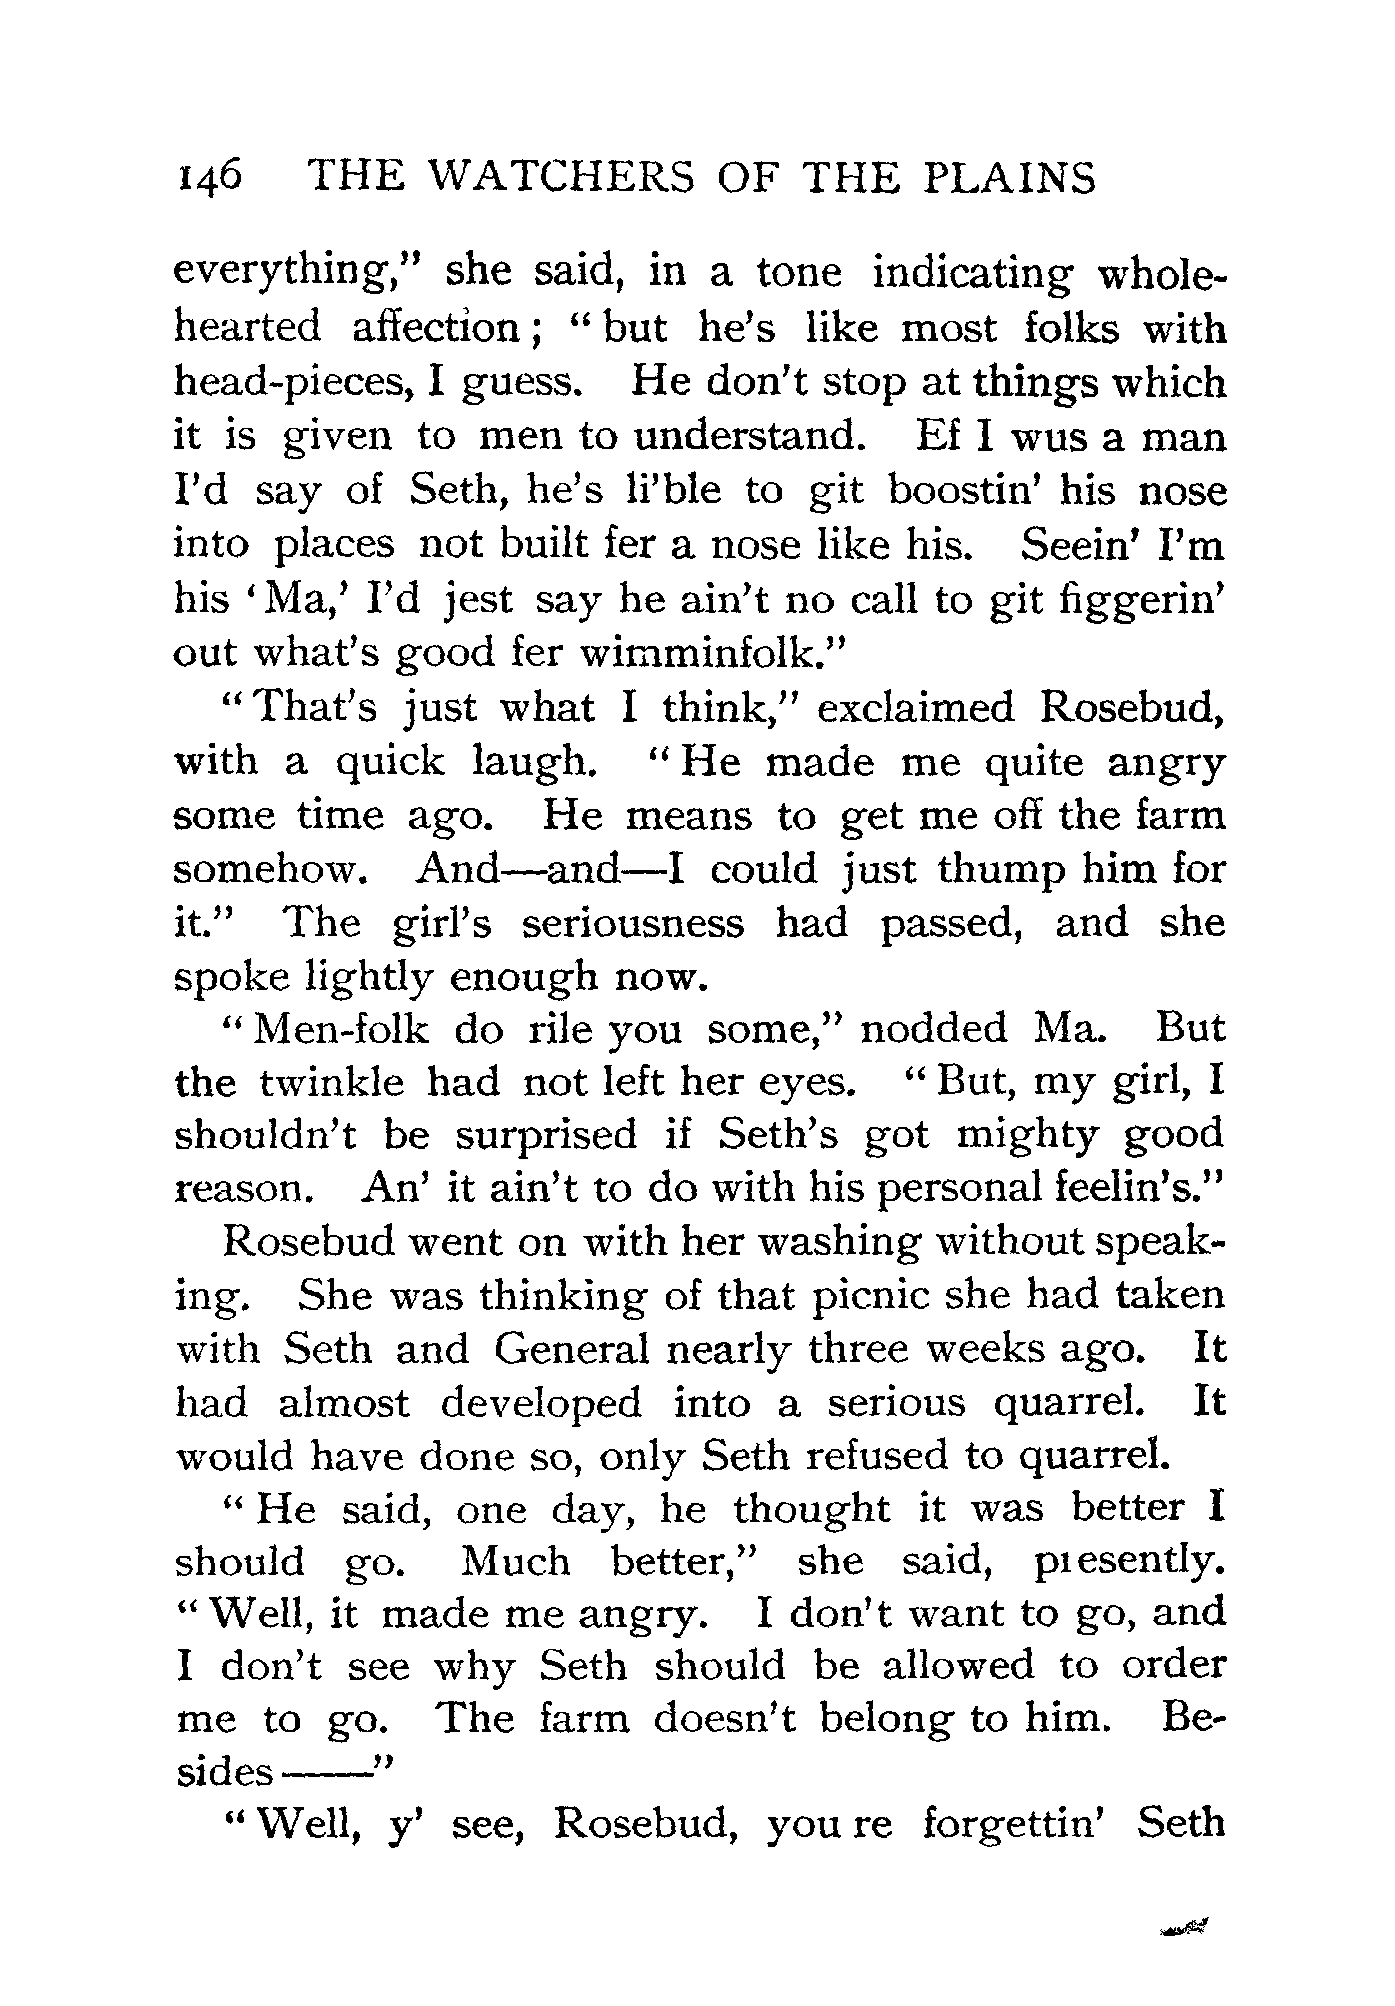 146 THE WATCHERS OF THE PLAINS
everything," she said, in a tone indicating whole-
hearted affection; "but he's like most folks with
head-pieces, I guess. He don't stop at things which
it is given to men to understand. Ef I wus a man
I'd say of Seth, he's li'ble to git boostin' his nose
into places not built fer a nose like his. Seein' I'm
his 'Ma,' I'd jest say he ain't no call to git figgerin'
out what's good fer wimminfolk."
"That's just what I think," exclaimed Rosebud,
with a quick laugh. "He made me quite angry
some time ago. He means to get me off the farm
somehow. And—and—I could just thump him for
it." The girl's seriousness had passed, and she
spoke lightly enough now.
"Men-folk do rile you some," nodded Ma. But
the twinkle had not left her eyes. "But, my girl, I
shouldn't be surprised if Seth's got mighty good
reason. An' it ain't to do with his personal feelin's."
Rosebud went on with her washing without speak-
ing. She was thinking of that picnic she had taken
with Seth and General nearly three weeks ago. It
had almost developed into a serious quarrel. It
would have done so, only Seth refused to quarrel.
"He said, one day, he thought it was better I
should go. Much better," she said, presently.
"Well, it made me angry. I don't want to go, and
I don't see why Seth should be allowed to order
me to go. The farm doesn't belong to him. Be-
sides——"
"Well, y' see, Rosebud, you re forgettin' Seth